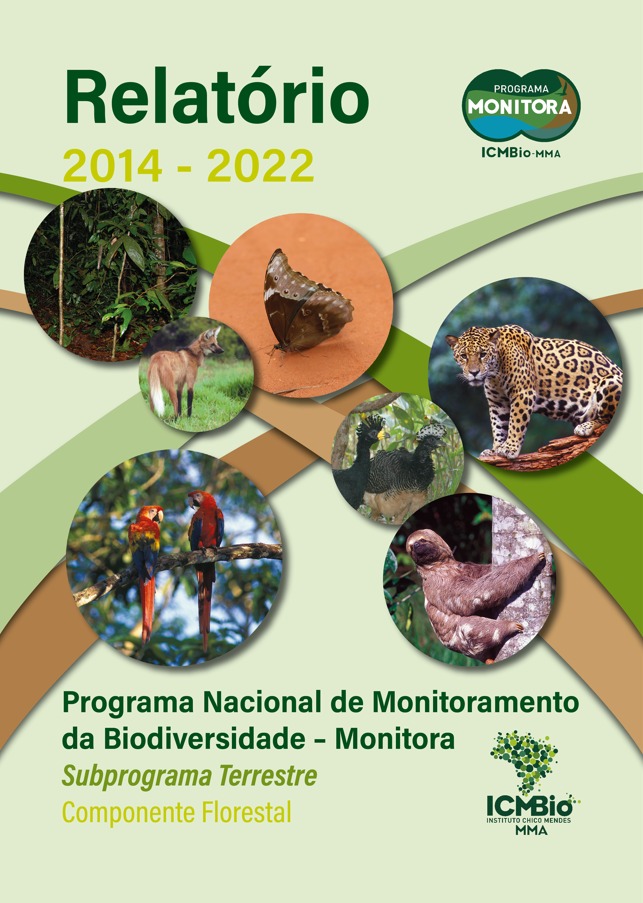 Relatório
2014 - 2022
PROGRAMA
MONITORA
ICMBio-MMA
Programa Nacional de Monitoramento
da Biodiversidade – Monitora
Subprograma Terrestre
Componente Florestal
ICMBio
INSTITUTO CHICO MENDES
MMA